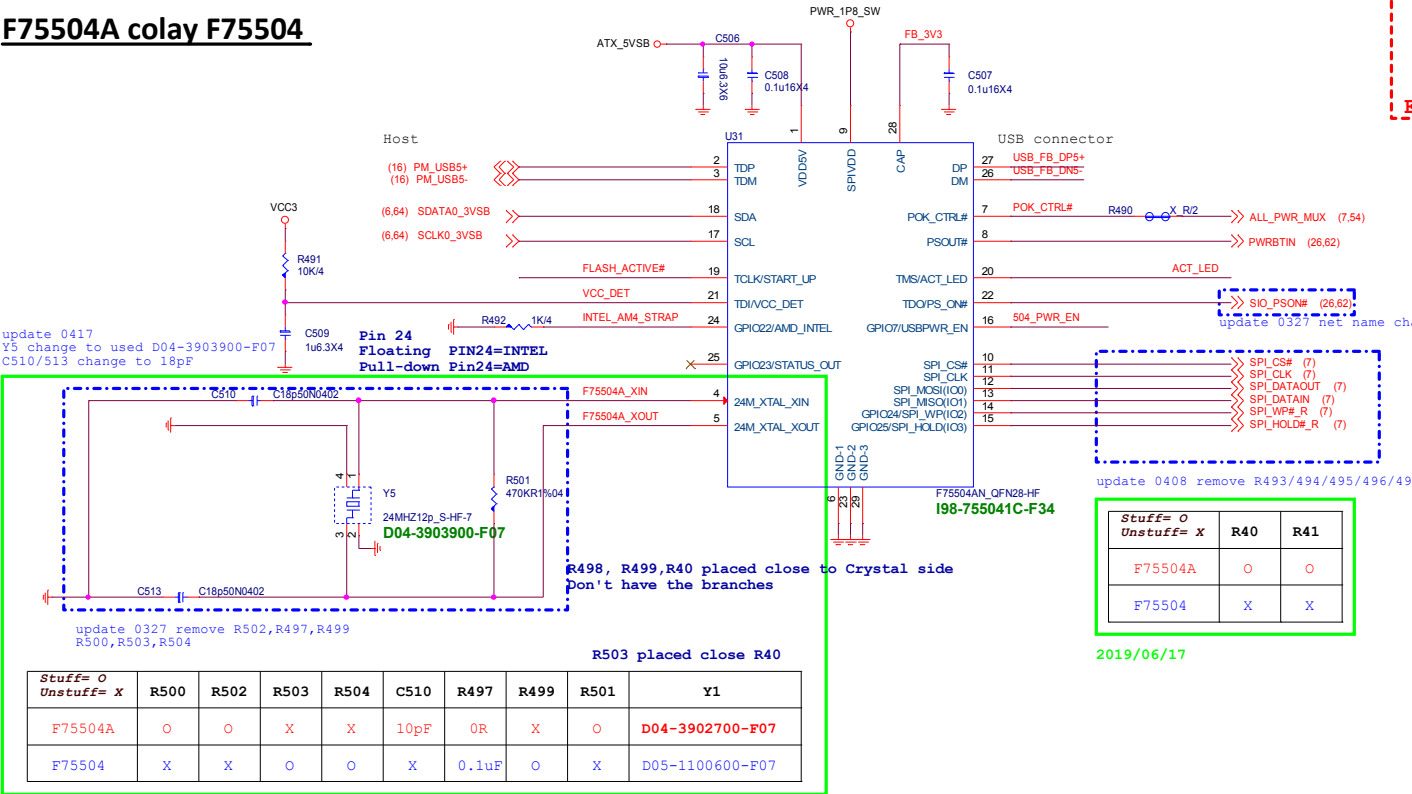 F75504A colay F75504
PWR_1P8_SW
ATX_5VSB
C506
10u6.3X6
C508
0.1u16X4
FB_3V3
C507
0.1u16X4
Host
U31
USB connector
1
9
28
VDD5V
SPIVDD
CAP
(16) PM_USB5+
2
TDP
(16) PM_USB5-
3
TDM
(6,64) SDATA0_3VSB
18
SDA
(6,64) SCLK0_3VSB
17
SCL
FLASH_ACTIVE#
19
TCLK/START_UP
VCC_DET
21
TDI/VCC_DET
INTEL_AM4_STRAP
24
GPIO22/AMD_INTEL
25
GPIO23/STATUS_OUT
F75504A_XIN
4
24M_XTAL_XIN
F75504A_XOUT
5
24M_XTAL_XOUT
DP
27
USB_FB_DP5+
DM
26
USB_FB_DN5-
POK_CTRL#
7
POK_CTRL#
R490
X_R/2
ALL_PWR_MUX (7,54)
PSOUT#
8
PWRBTIN (26,62)
TMS/ACT_LED
20
ACT_LED
TDO/PS_ON#
22
SIO_PSON# (26,62)
GPIO7/USBPWR_EN
16
504_PWR_EN
SPI_CS#
10
SPI_CS# (7)
SPI_CLK
11
SPI_CLK (7)
SPI_MOSI(IO0)
12
SPI_DATAOUT (7)
SPI_MISO(IO1)
13
SPI_DATAIN (7)
GPIO24/SPI_WP(IO2)
14
SPI_WP#_R (7)
GPIO25/SPI_HOLD(IO3)
15
SPI_HOLD#_R (7)
GND-1
GND-2
GND-3
6
23
29
F75504AN_QFN28-HF
I98-755041C-F34
VCC3
R491
10K/4
C509
1u6.3X4
R492
1K/4
update 0417
Y5 change to used D04-3903900-F07
C510/513 change to 18pF
Pin 24
Floating PIN24=INTEL
Pull-down Pin24=AMD
C510
C18p50N0402
4
1
Y5
24MHZ12p_S-HF-7
D04-3903900-F07
3
2
R501
470KR1%04
C513
C18p50N0402
R498, R499,R40 placed close to Crystal side
Don't have the branches
update 0327 remove R502,R497,R499
R500,R503,R504
R503 placed close R40
update 0408 remove R493/494/495/496/49
Stuff= O
Unstuff= X R40 R41
F75504A O O
F75504 X X
2019/06/17
Stuff= O
Unstuff= X R500 R502 R503 R504 C510 R497 R499 R501 Y1
F75504A O O X X 10pF 0R X O D04-3902700-F07
F75504 X X O O X 0.1uF O X D05-1100600-F07